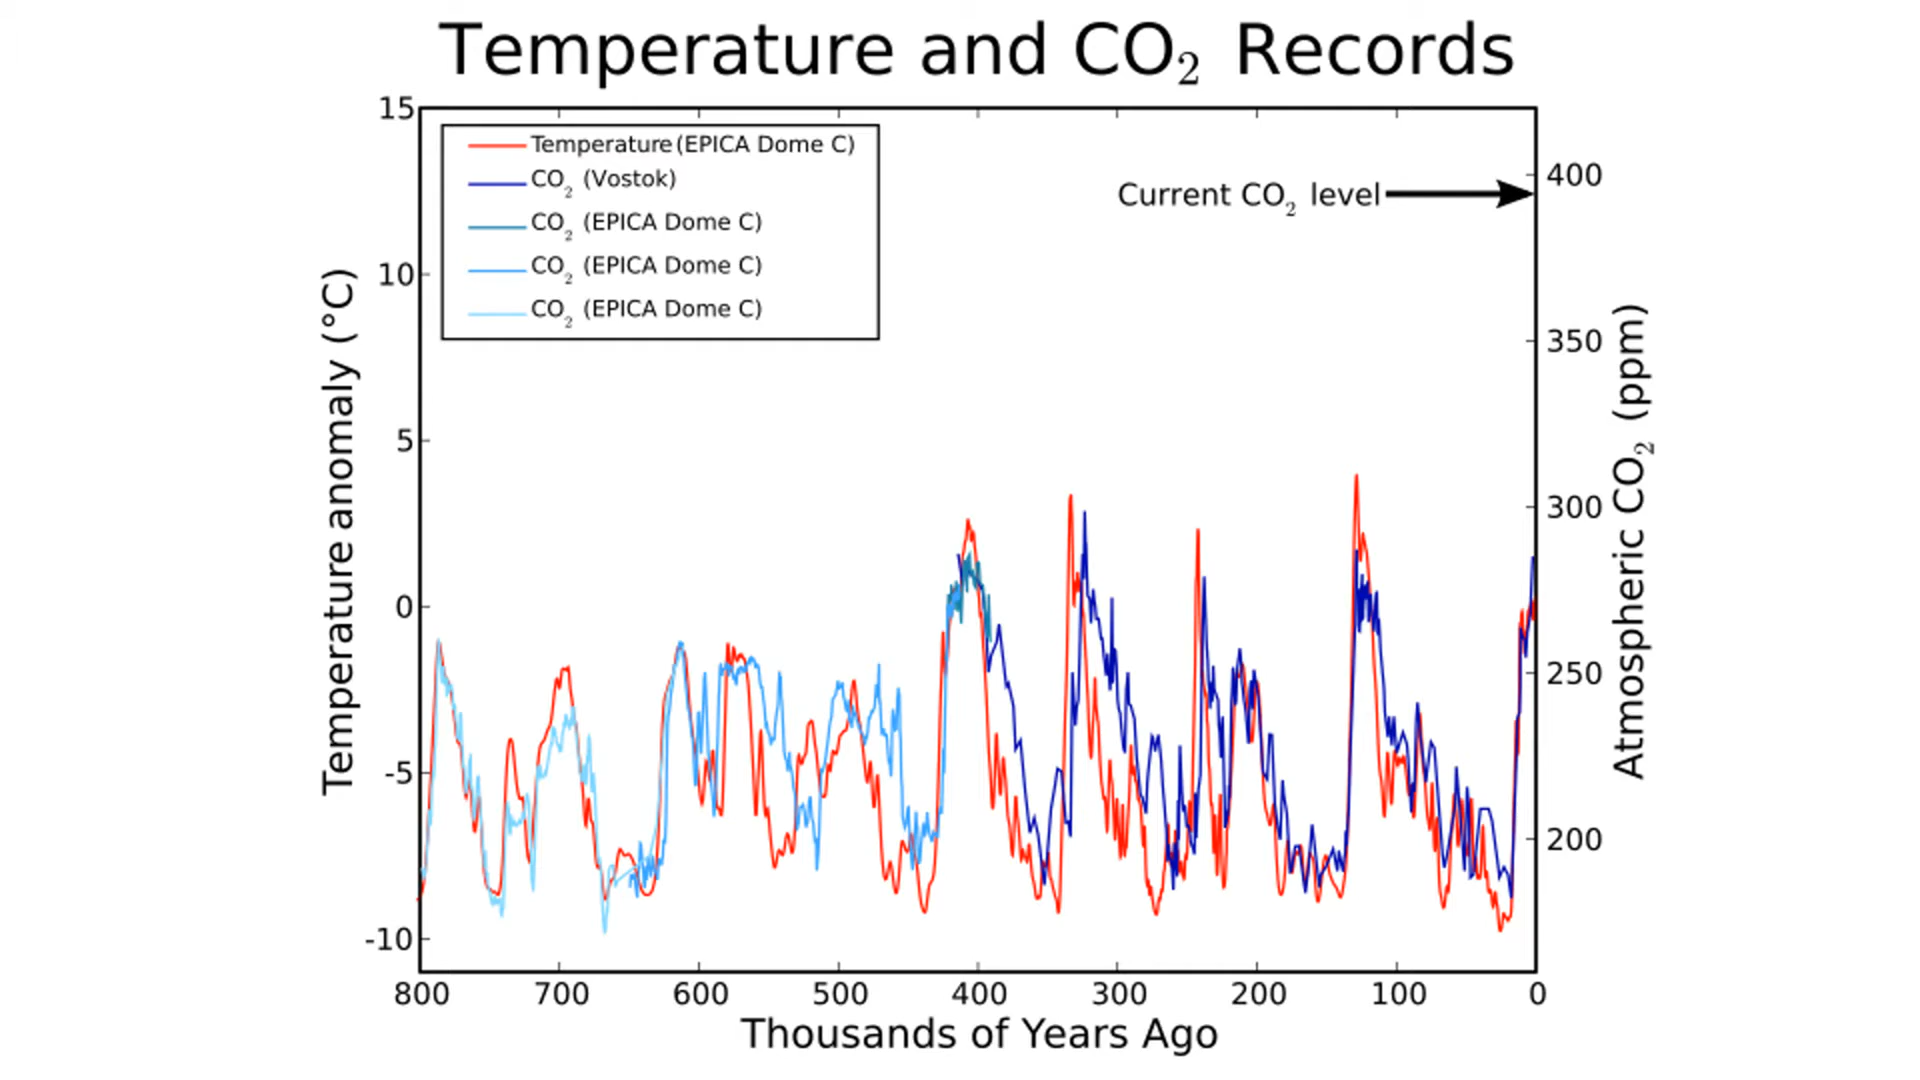 Temperature and CO₂ Records
15
10
5
0
-5
-10
Temperature anomaly (°C)
Temperature (EPICA Dome C)
CO₂ (Vostok)
CO₂ (EPICA Dome C)
CO₂ (EPICA Dome C)
CO₂ (EPICA Dome C)
Current CO₂ level
400
350
300
250
200
Atmospheric CO₂ (ppm)
800 700 600 500 400 300 200 100 0
Thousands of Years Ago